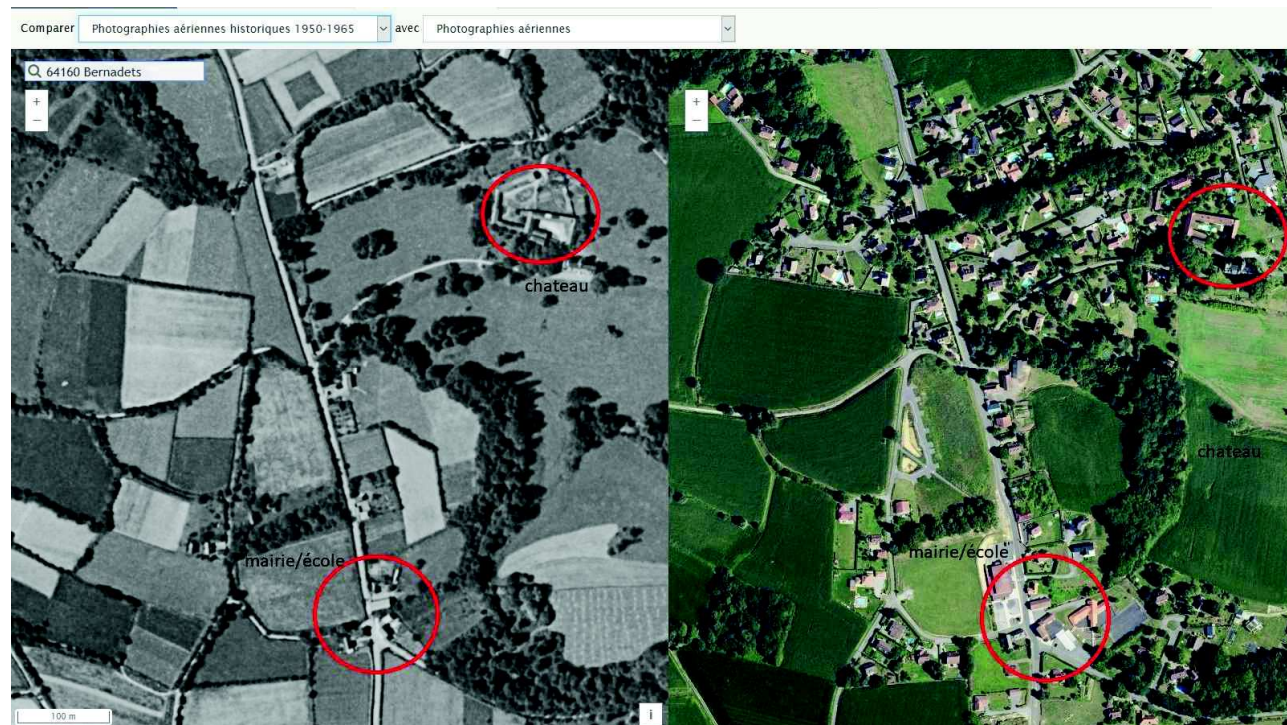 Comparer Photographies aériennes historiques 1950-1965 avec Photographies aériennes
64160 Bernadets
+
–
+
–
chateau
chateau
mairie/école
mairie/école
100 m
i